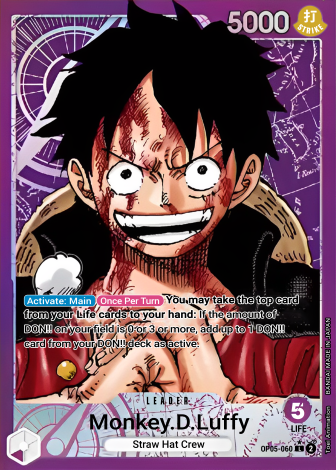 5000
打
STRIKE
Activate: Main Once Per Turn You may take the top card
from your Life cards to your hand: If the amount of
DON!! on your field is 0 or 3 or more, add up to 1 DON!!
card from your DON!! deck as active.
LEADER
Monkey.D.Luffy
Straw Hat Crew
5
LIFE
OP05-060 L 2
BANDAI MADE IN JAPAN
Toei Animation